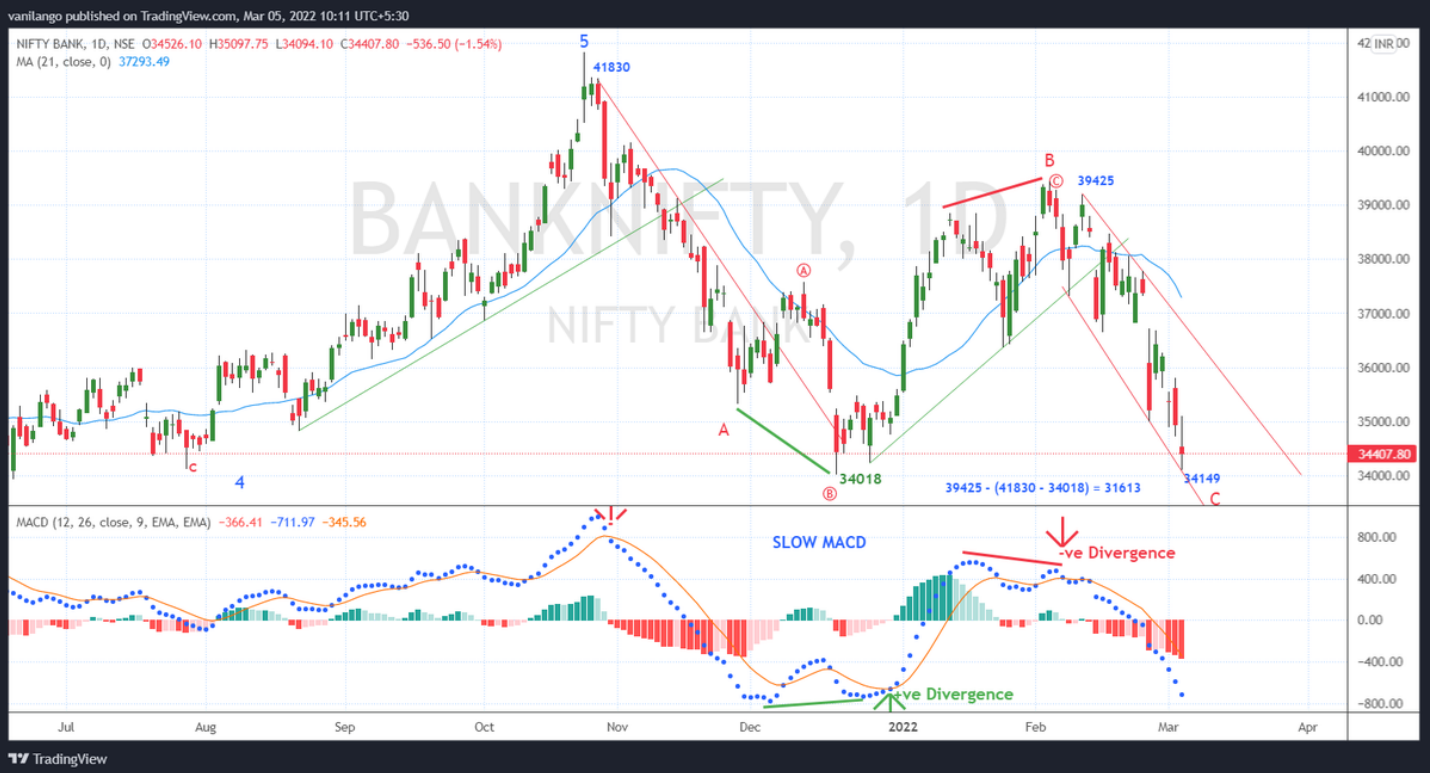 vanilango published on TradingView.com, Mar 05, 2022 10:11 UTC+5:30
NIFTY BANK, 1D, NSE O34526.10 H35097.75 L34094.10 C34407.80 −536.50 (−1.54%)
MA (21, close, 0) 37293.49
BANKNIFTY, 1D
NIFTY BANK
INR
41000.00
40000.00
39000.00
38000.00
37000.00
36000.00
35000.00
34407.80
34000.00
5
41830
B
C
39425
A
A
c
4
34018
B
39425 - (41830 - 34018) = 31613
34149
C
MACD (12, 26, close, 9, EMA, EMA) −366.41 −711.97 −345.56
SLOW MACD
-ve Divergence
+ve Divergence
800.00
400.00
0.00
−400.00
−800.00
Jul Aug Sep Oct Nov Dec 2022 Feb Mar Apr
TradingView